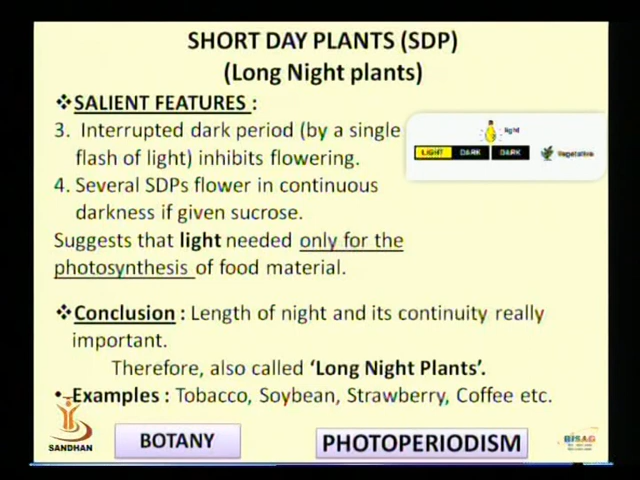 SHORT DAY PLANTS (SDP)
(Long Night plants)
❖SALIENT FEATURES :
3. Interrupted dark period (by a single
flash of light) inhibits flowering.
light
LIGHT DARK DARK Vegetative
4. Several SDPs flower in continuous
darkness if given sucrose.
Suggests that light needed only for the
photosynthesis of food material.
❖Conclusion : Length of night and its continuity really
important.
Therefore, also called ‘Long Night Plants’.
• Examples : Tobacco, Soybean, Strawberry, Coffee etc.
SANDHAN
BOTANY
PHOTOPERIODISM
BISAG